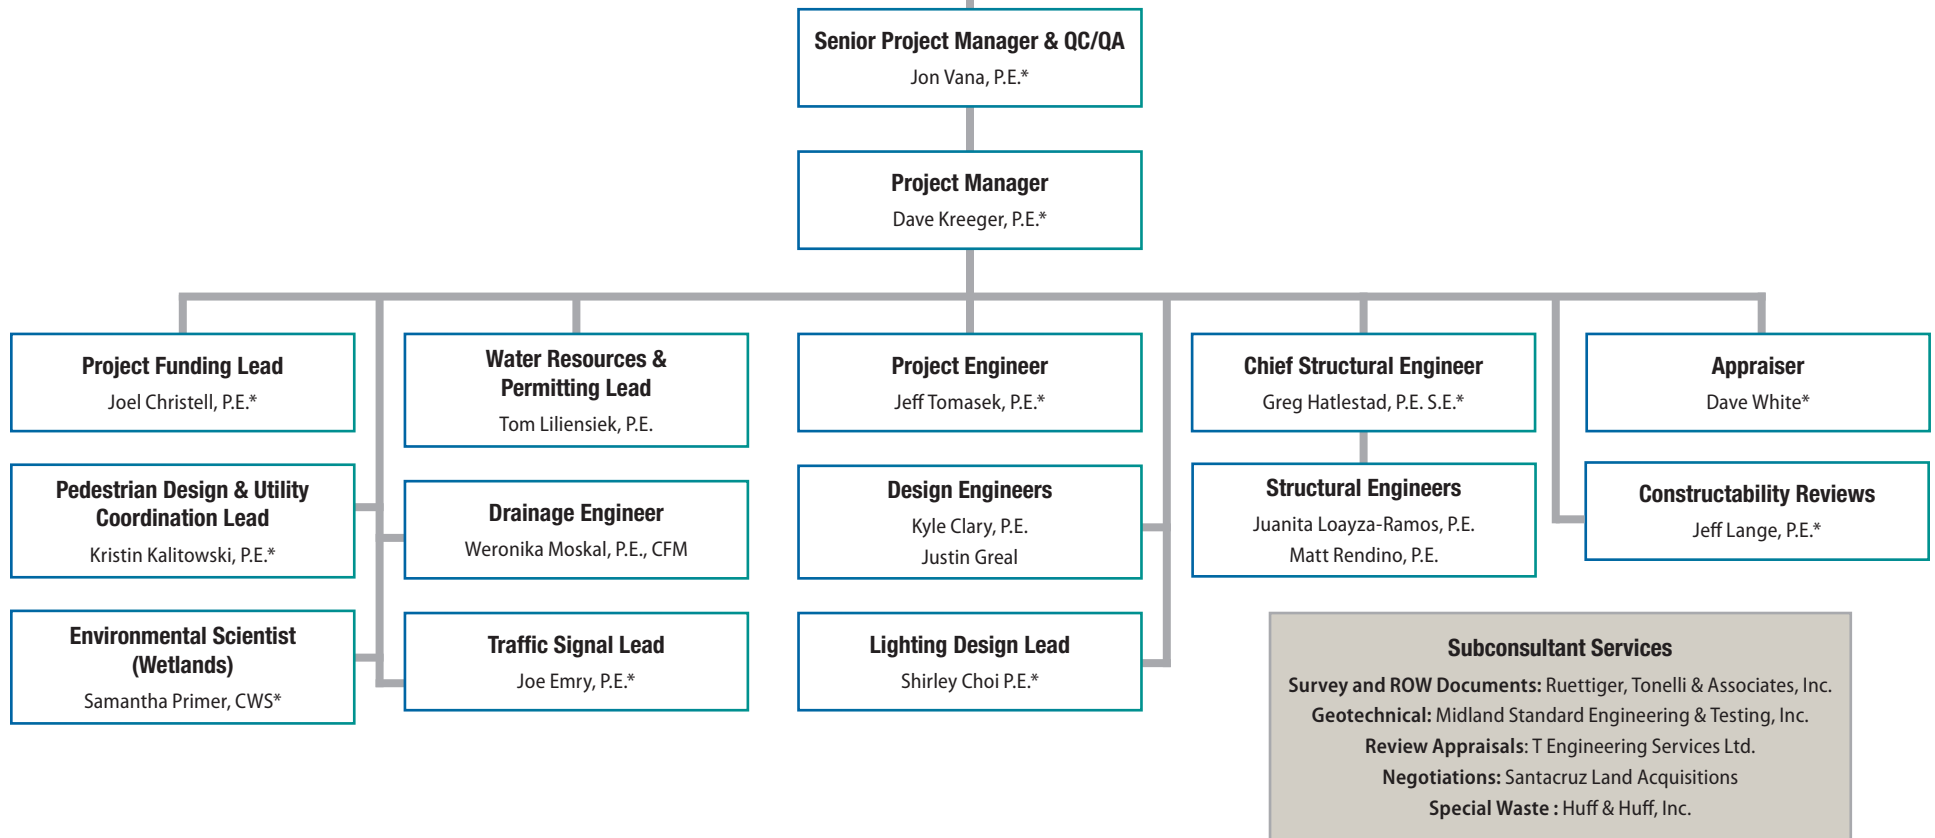 Senior Project Manager & QC/QA
Jon Vana, P.E.*
Project Manager
Dave Kreeger, P.E.*
Project Funding Lead
Joel Christell, P.E.*
Water Resources &
Permitting Lead
Tom Liliensiek, P.E.
Project Engineer
Jeff Tomasek, P.E.*
Chief Structural Engineer
Greg Hatlestad, P.E. S.E.*
Appraiser
Dave White*
Pedestrian Design & Utility
Coordination Lead
Kristin Kalitowski, P.E.*
Drainage Engineer
Weronika Moskal, P.E., CFM
Design Engineers
Kyle Clary, P.E.
Justin Greal
Structural Engineers
Juanita Loayza-Ramos, P.E.
Matt Rendino, P.E.
Constructability Reviews
Jeff Lange, P.E.*
Environmental Scientist
(Wetlands)
Samantha Primer, CWS*
Traffic Signal Lead
Joe Emry, P.E.*
Lighting Design Lead
Shirley Choi P.E.*
Subconsultant Services
Survey and ROW Documents: Ruettiger, Tonelli & Associates, Inc.
Geotechnical: Midland Standard Engineering & Testing, Inc.
Review Appraisals: T Engineering Services Ltd.
Negotiations: Santacruz Land Acquisitions
Special Waste : Huff & Huff, Inc.